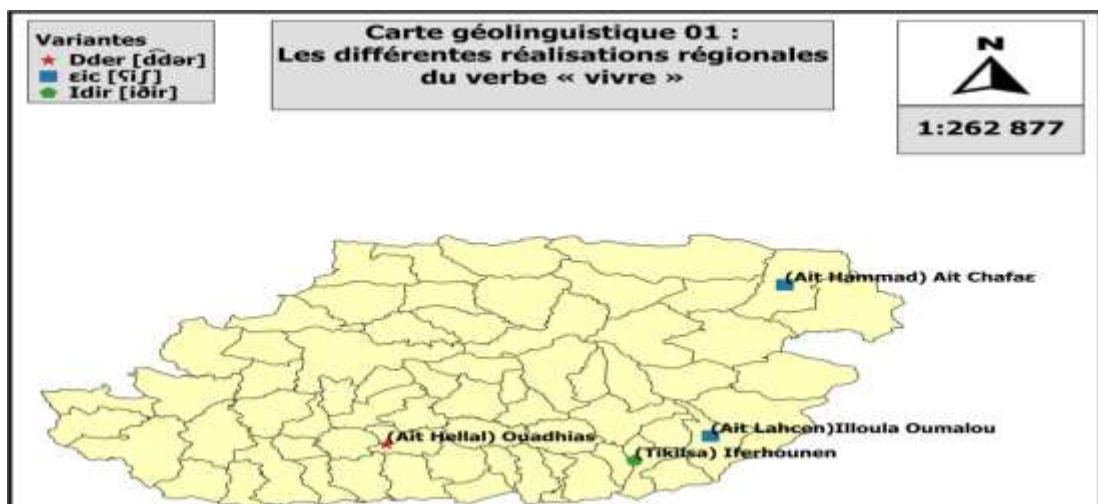 Variantes
Dder [d͡dər]
εic [ʕiʃ]
Idir [iðir]
Carte géolinguistique 01 :
Les différentes réalisations régionales
du verbe « vivre »
N
1:262 877
(Ait Hammad) Ait Chafaε
(Ait Lahcen)Illoula Oumalou
(Ait Hellal) Ouadhias
(Tikilsa) Iferhounen